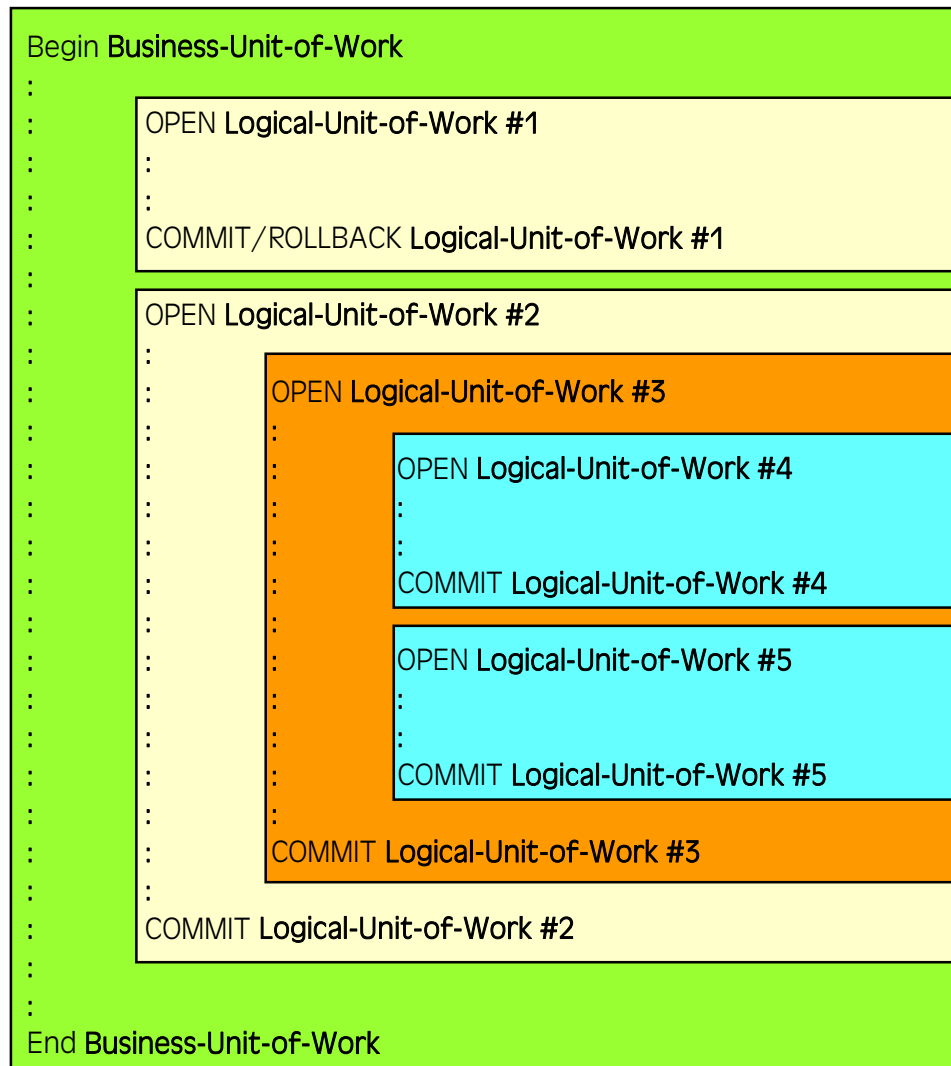 Begin Business-Unit-of-Work
:
: OPEN Logical-Unit-of-Work #1
: :
: :
: COMMIT/ROLLBACK Logical-Unit-of-Work #1
:
: OPEN Logical-Unit-of-Work #2
: :
: : OPEN Logical-Unit-of-Work #3
: : :
: : : OPEN Logical-Unit-of-Work #4
: : : :
: : : :
: : : COMMIT Logical-Unit-of-Work #4
: : :
: : : OPEN Logical-Unit-of-Work #5
: : : :
: : : :
: : : COMMIT Logical-Unit-of-Work #5
: : :
: : COMMIT Logical-Unit-of-Work #3
: :
: COMMIT Logical-Unit-of-Work #2
:
:
End Business-Unit-of-Work